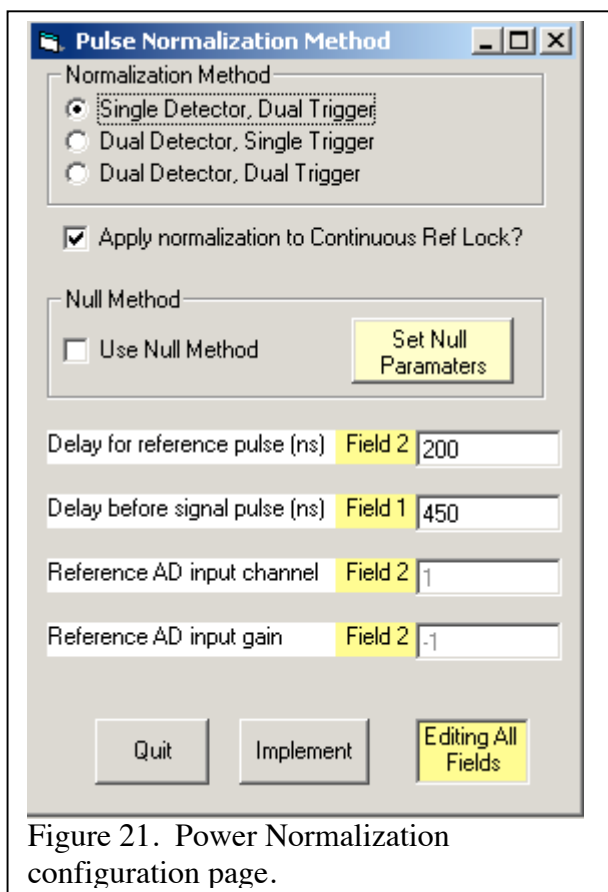 Pulse Normalization Method
Normalization Method
Single Detector, Dual Trigger
Dual Detector, Single Trigger
Dual Detector, Dual Trigger
Apply normalization to Continuous Ref Lock?
Null Method
Use Null Method
Set Null
Paramaters
Delay for reference pulse (ns) Field 2 200
Delay before signal pulse (ns) Field 1 450
Reference AD input channel Field 2 1
Reference AD input gain Field 2 -1
Quit
Implement
Editing All
Fields
Figure 21. Power Normalization
configuration page.